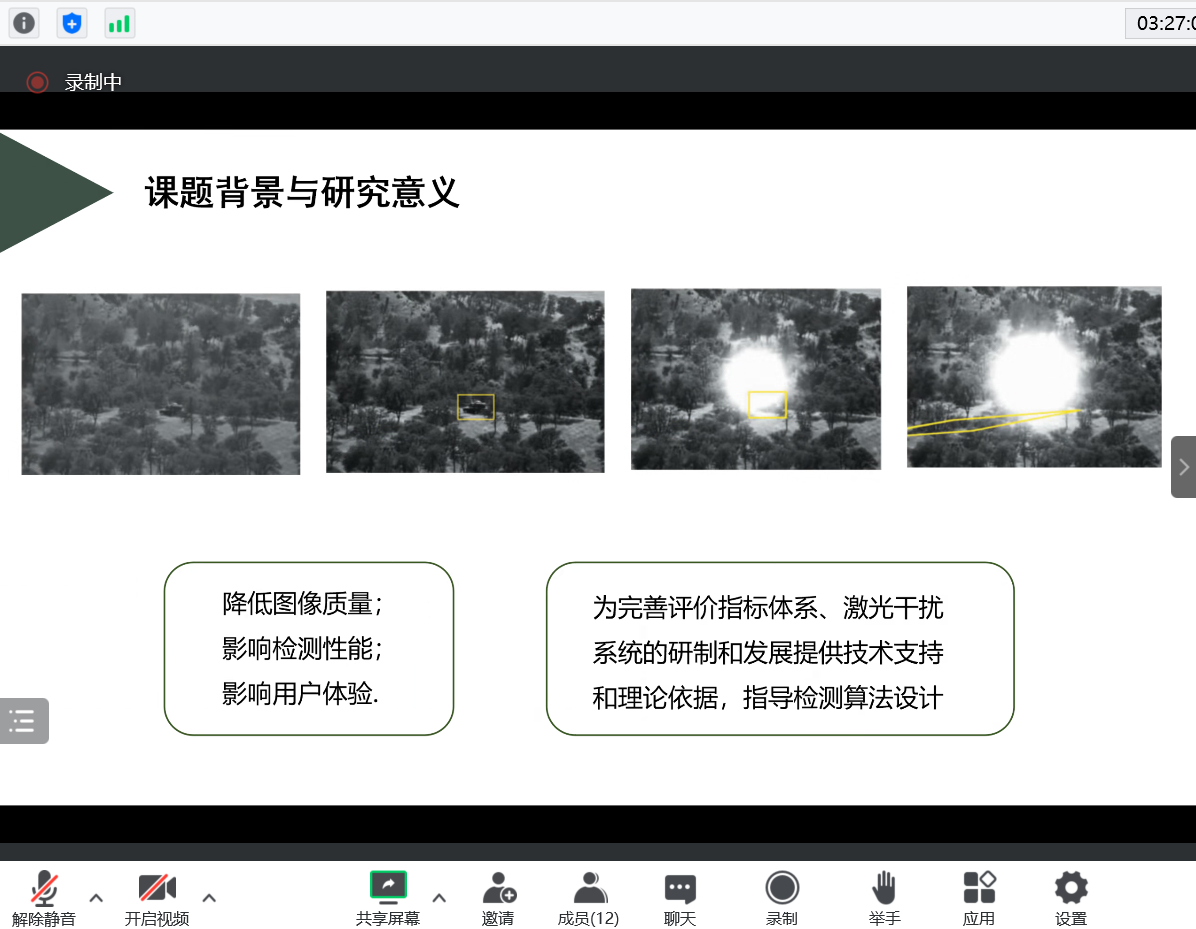 03:27:0
录制中
课题背景与研究意义
降低图像质量；
影响检测性能；
影响用户体验.
为完善评价指标体系、激光干扰
系统的研制和发展提供技术支持
和理论依据，指导检测算法设计
解除静音
开启视频
共享屏幕
邀请
成员(12)
聊天
录制
举手
应用
设置